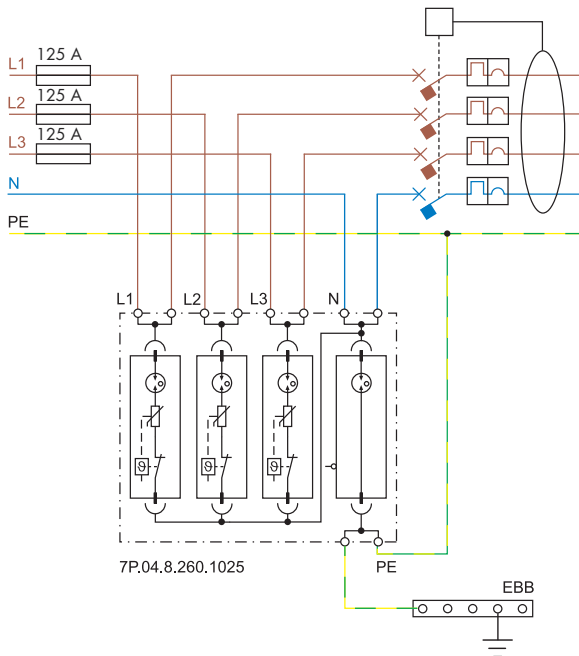 125 A
L1
125 A
L2
125 A
L3
N
PE
L1 L2 L3 N
ϑ ϑ ϑ
7P.04.8.260.1025 PE
EBB